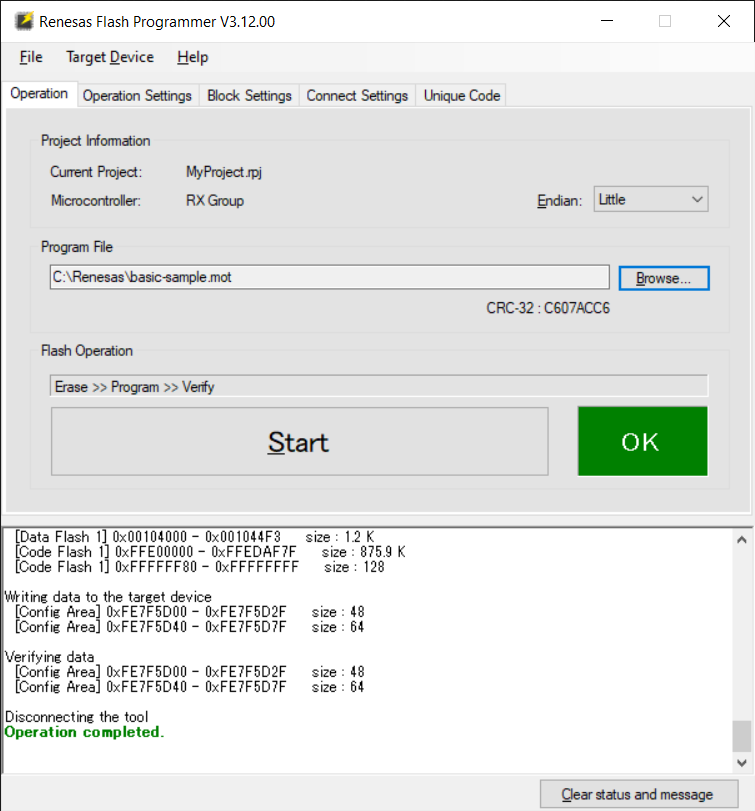 Renesas Flash Programmer V3.12.00
File Target Device Help
Operation Operation Settings Block Settings Connect Settings Unique Code
Project Information
Current Project: MyProject.rpj
Microcontroller: RX Group Endian: Little
Program File
C:\Renesas\basic-sample.mot Browse...
CRC-32 : C607ACC6
Flash Operation
Erase >> Program >> Verify
Start OK
[Data Flash 1] 0x00104000 - 0x001044F3 size : 1.2 K
[Code Flash 1] 0xFFE00000 - 0xFFEDAF7F size : 875.9 K
[Code Flash 1] 0xFFFFFF80 - 0xFFFFFFFF size : 128
Writing data to the target device
[Config Area] 0xFE7F5D00 - 0xFE7F5D2F size : 48
[Config Area] 0xFE7F5D40 - 0xFE7F5D7F size : 64
Verifying data
[Config Area] 0xFE7F5D00 - 0xFE7F5D2F size : 48
[Config Area] 0xFE7F5D40 - 0xFE7F5D7F size : 64
Disconnecting the tool
Operation completed.
Clear status and message